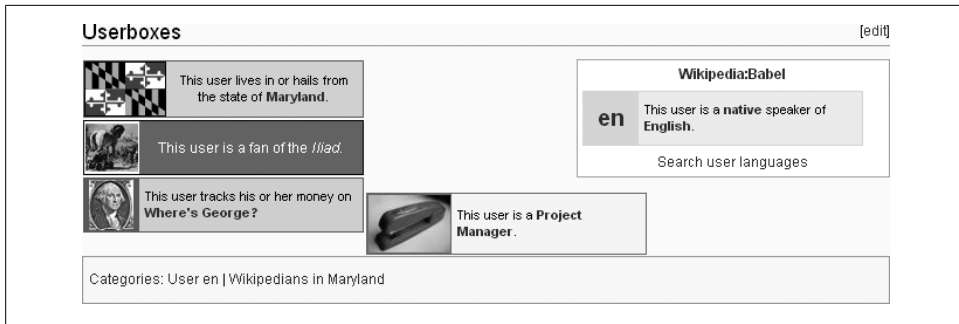 Userboxes
[edit]
This user lives in or hails from
the state of Maryland.
This user is a fan of the Iliad.
This user tracks his or her money on
Where's George?
This user is a Project
Manager.
Wikipedia:Babel
en
This user is a native speaker of
English.
Search user languages
Categories: User en | Wikipedians in Maryland